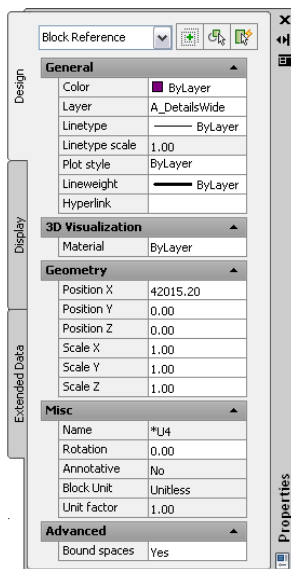 Block Reference
General
Color ByLayer
Layer A_DetailsWide
Linetype ByLayer
Linetype scale 1.00
Plot style ByLayer
Lineweight ByLayer
Hyperlink
3D Visualization
Material ByLayer
Geometry
Position X 42015.20
Position Y 0.00
Position Z 0.00
Scale X 1.00
Scale Y 1.00
Scale Z 1.00
Misc
Name *U4
Rotation 0.00
Annotative No
Block Unit Unitless
Unit factor 1.00
Advanced
Bound spaces Yes
Design
Display
Extended Data
Properties